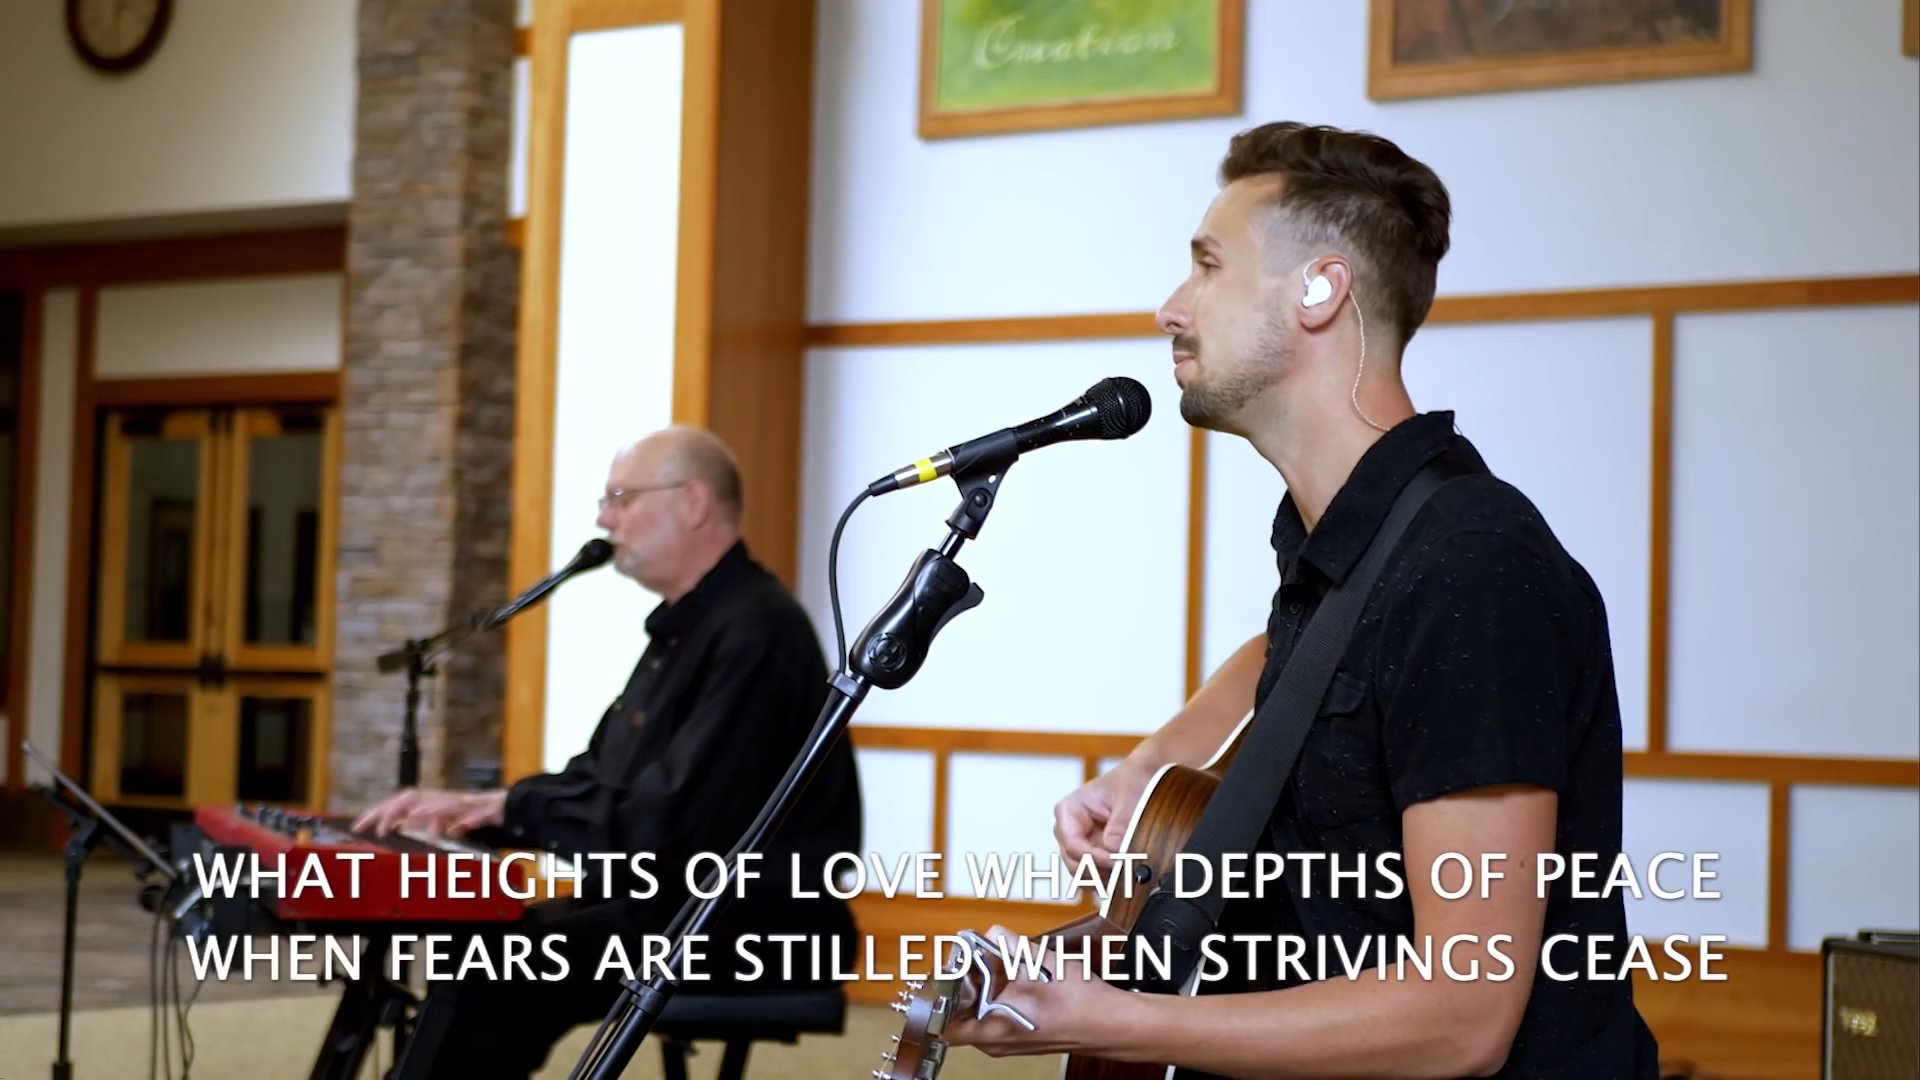 Creation
WHAT HEIGHTS OF LOVE WHAT DEPTHS OF PEACE
WHEN FEARS ARE STILLED WHEN STRIVINGS CEASE